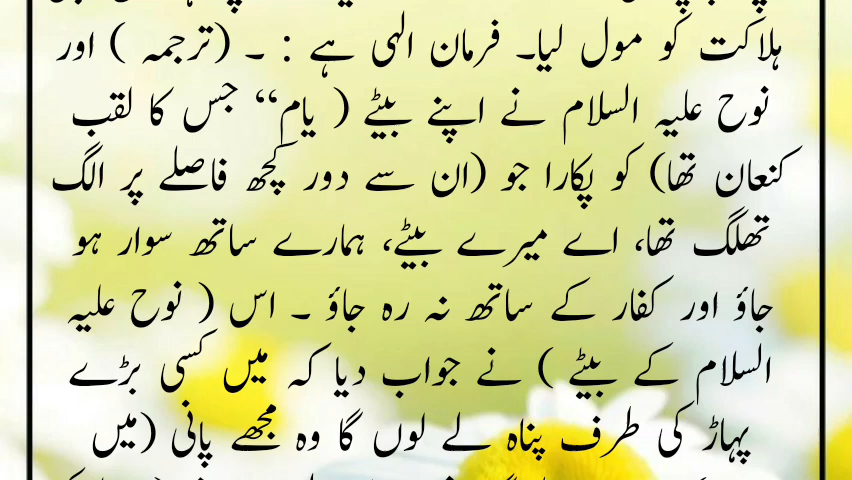 ہلاکت کو مول لیا۔ فرمان الہی ہے : ۔ (ترجمہ ) اور
نوح علیہ السلام نے اپنے بیٹے ( یام“ جس کا لقب
کنعان تھا) کو پکارا جو (ان سے دور کچھ فاصلے پر الگ
تھلگ تھا، اے میرے بیٹے، ہمارے ساتھ سوار ہو
جاؤ اور کفار کے ساتھ نہ رہ جاؤ ۔ اس ( نوح علیہ
السلام کے بیٹے ) نے جواب دیا کہ میں کسی بڑے
پہاڑ کی طرف پناہ لے لوں گا وہ مجھے پانی (میں